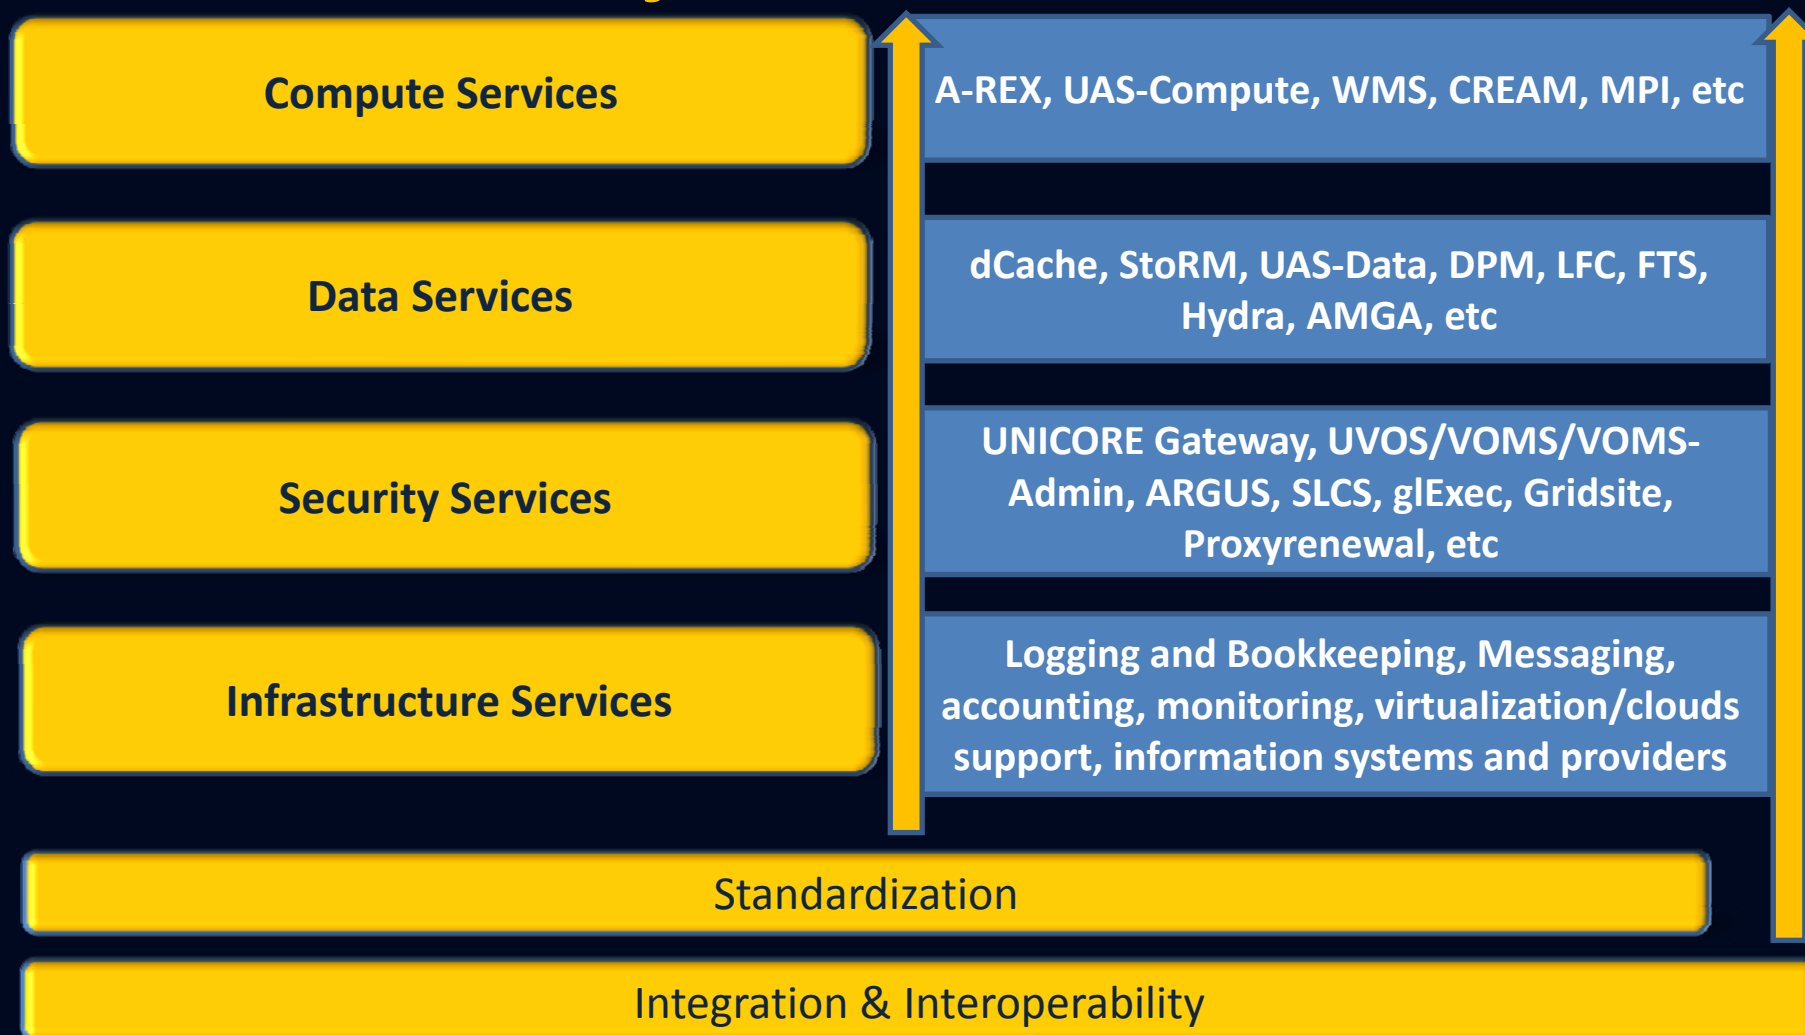 Compute Services
A-REX, UAS-Compute, WMS, CREAM, MPI, etc
Data Services
dCache, StoRM, UAS-Data, DPM, LFC, FTS,
Hydra, AMGA, etc
Security Services
UNICORE Gateway, UVOS/VOMS/VOMS-
Admin, ARGUS, SLCS, glExec, Gridsite,
Proxyrenewal, etc
Infrastructure Services
Logging and Bookkeeping, Messaging,
accounting, monitoring, virtualization/clouds
support, information systems and providers
Standardization
Integration & Interoperability